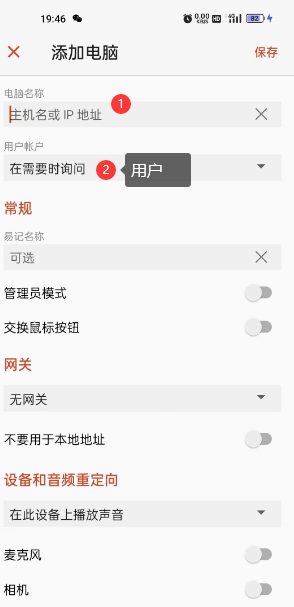 19:46 0.00 KB/S HD 4G 82
添加电脑 保存
电脑名称
主机名或 IP 地址 1
用户帐户
在需要时询问 2 用户
常规
易记名称
可选
管理员模式
交换鼠标按钮
网关
无网关
不要用于本地地址
设备和音频重定向
在此设备上播放声音
麦克风
相机